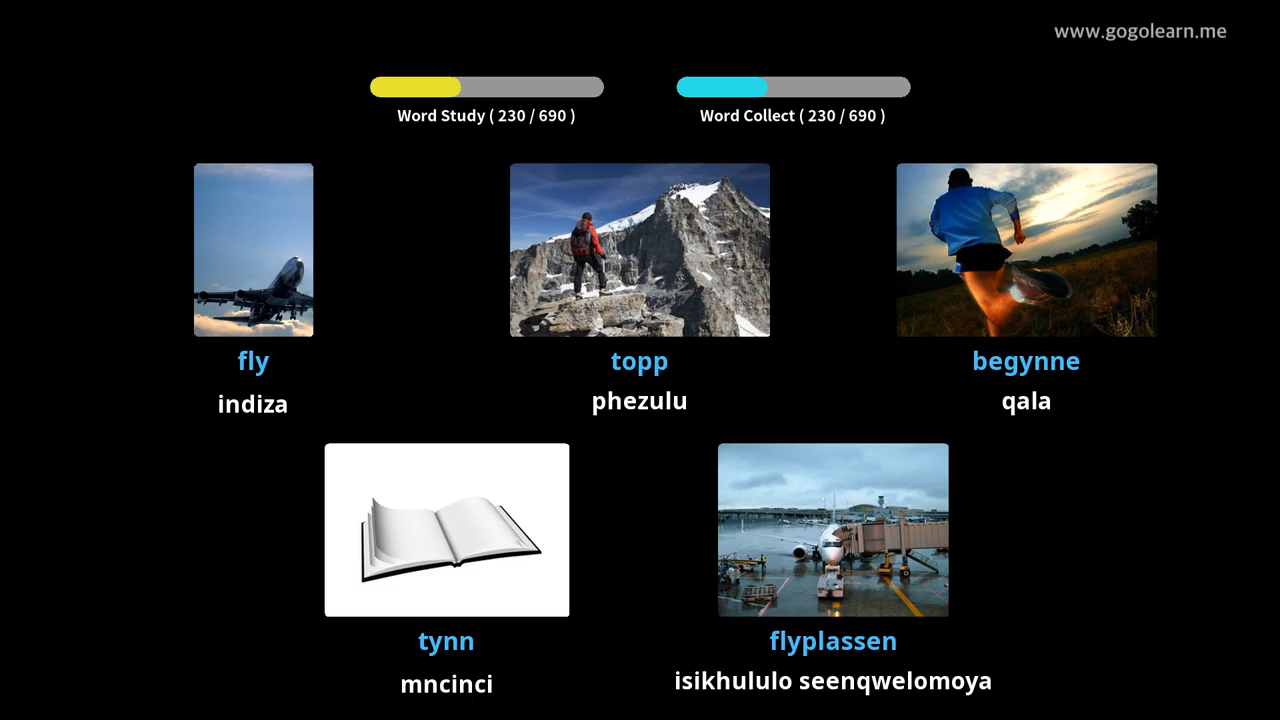 www.gogolearn.me
Word Study ( 230 / 690 )
Word Collect ( 230 / 690 )
fly
indiza
topp
phezulu
begynne
qala
tynn
mncinci
flyplassen
isikhululo seenqwelomoya